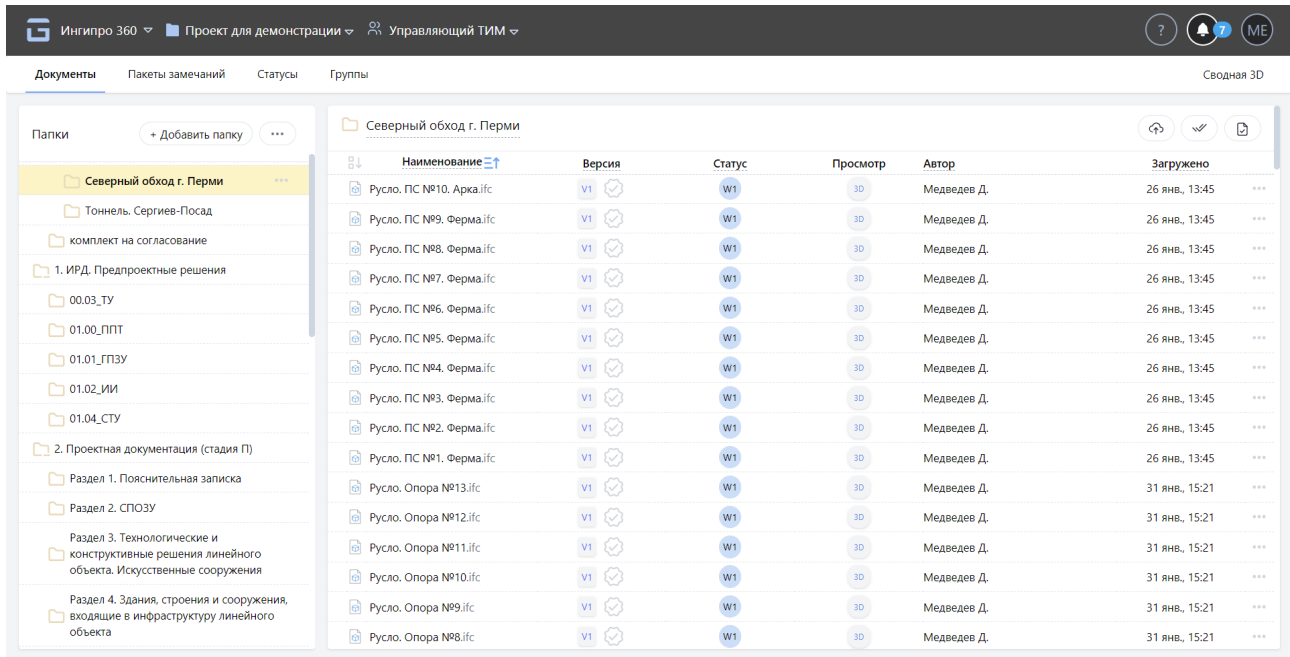 Ингипро 360 Проект для демонстрации Управляющий ТИМ ? 7 ME
Документы Пакеты замечаний Статусы Группы Сводная 3D
Папки + Добавить папку
Северный обход г. Перми
Тоннель. Сергиев-Посад
комплект на согласование
1. ИРД. Предпроектные решения
00.03_ТУ
01.00_ППТ
01.01_ГПЗУ
01.02_ИИ
01.04_СТУ
2. Проектная документация (стадия П)
Раздел 1. Пояснительная записка
Раздел 2. СПОЗУ
Раздел 3. Технологические и
конструктивные решения линейного
объекта. Искусственные сооружения
Раздел 4. Здания, строения и сооружения,
входящие в инфраструктуру линейного
объекта
Северный обход г. Перми
Наименование Версия Статус Просмотр Автор Загружено
Русло. ПС №10. Арка.ifc V1 W1 3D Медведев Д. 26 янв., 13:45
Русло. ПС №9. Ферма.ifc V1 W1 3D Медведев Д. 26 янв., 13:45
Русло. ПС №8. Ферма.ifc V1 W1 3D Медведев Д. 26 янв., 13:45
Русло. ПС №7. Ферма.ifc V1 W1 3D Медведев Д. 26 янв., 13:45
Русло. ПС №6. Ферма.ifc V1 W1 3D Медведев Д. 26 янв., 13:45
Русло. ПС №5. Ферма.ifc V1 W1 3D Медведев Д. 26 янв., 13:45
Русло. ПС №4. Ферма.ifc V1 W1 3D Медведев Д. 26 янв., 13:45
Русло. ПС №3. Ферма.ifc V1 W1 3D Медведев Д. 26 янв., 13:45
Русло. ПС №2. Ферма.ifc V1 W1 3D Медведев Д. 26 янв., 13:45
Русло. ПС №1. Ферма.ifc V1 W1 3D Медведев Д. 26 янв., 13:45
Русло. Опора №13.ifc V1 W1 3D Медведев Д. 31 янв., 15:21
Русло. Опора №12.ifc V1 W1 3D Медведев Д. 31 янв., 15:21
Русло. Опора №11.ifc V1 W1 3D Медведев Д. 31 янв., 15:21
Русло. Опора №10.ifc V1 W1 3D Медведев Д. 31 янв., 15:21
Русло. Опора №9.ifc V1 W1 3D Медведев Д. 31 янв., 15:21
Русло. Опора №8.ifc V1 W1 3D Медведев Д. 31 янв., 15:21